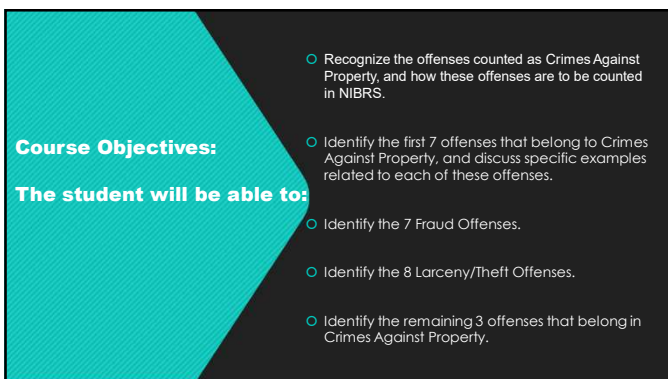 Course Objectives:
The student will be able to:
Recognize the offenses counted as Crimes Against
Property, and how these offenses are to be counted
in NIBRS.
Identify the first 7 offenses that belong to Crimes
Against Property, and discuss specific examples
related to each of these offenses.
Identify the 7 Fraud Offenses.
Identify the 8 Larceny/Theft Offenses.
Identify the remaining 3 offenses that belong in
Crimes Against Property.